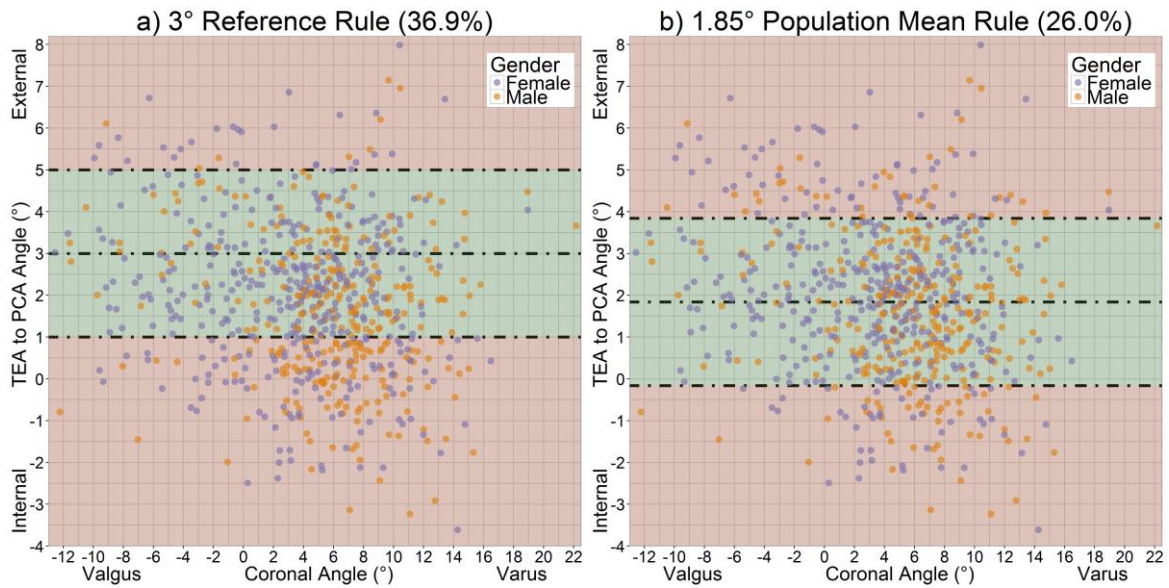 a) 3° Reference Rule (36.9%)
External
TEA to PCA Angle (°)
Internal
8
7
6
5
4
3
2
1
0
-1
-2
-3
-4
Gender
Female
Male
-12 -10 -8 -6 -4 -2 0 2 4 6 8 10 12 14 16 18 20 22
Valgus Coronal Angle (°) Varus
b) 1.85° Population Mean Rule (26.0%)
External
TEA to PCA Angle (°)
Internal
8
7
6
5
4
3
2
1
0
-1
-2
-3
-4
Gender
Female
Male
-12 -10 -8 -6 -4 -2 0 2 4 6 8 10 12 14 16 18 20 22
Valgus Coronal Angle (°) Varus